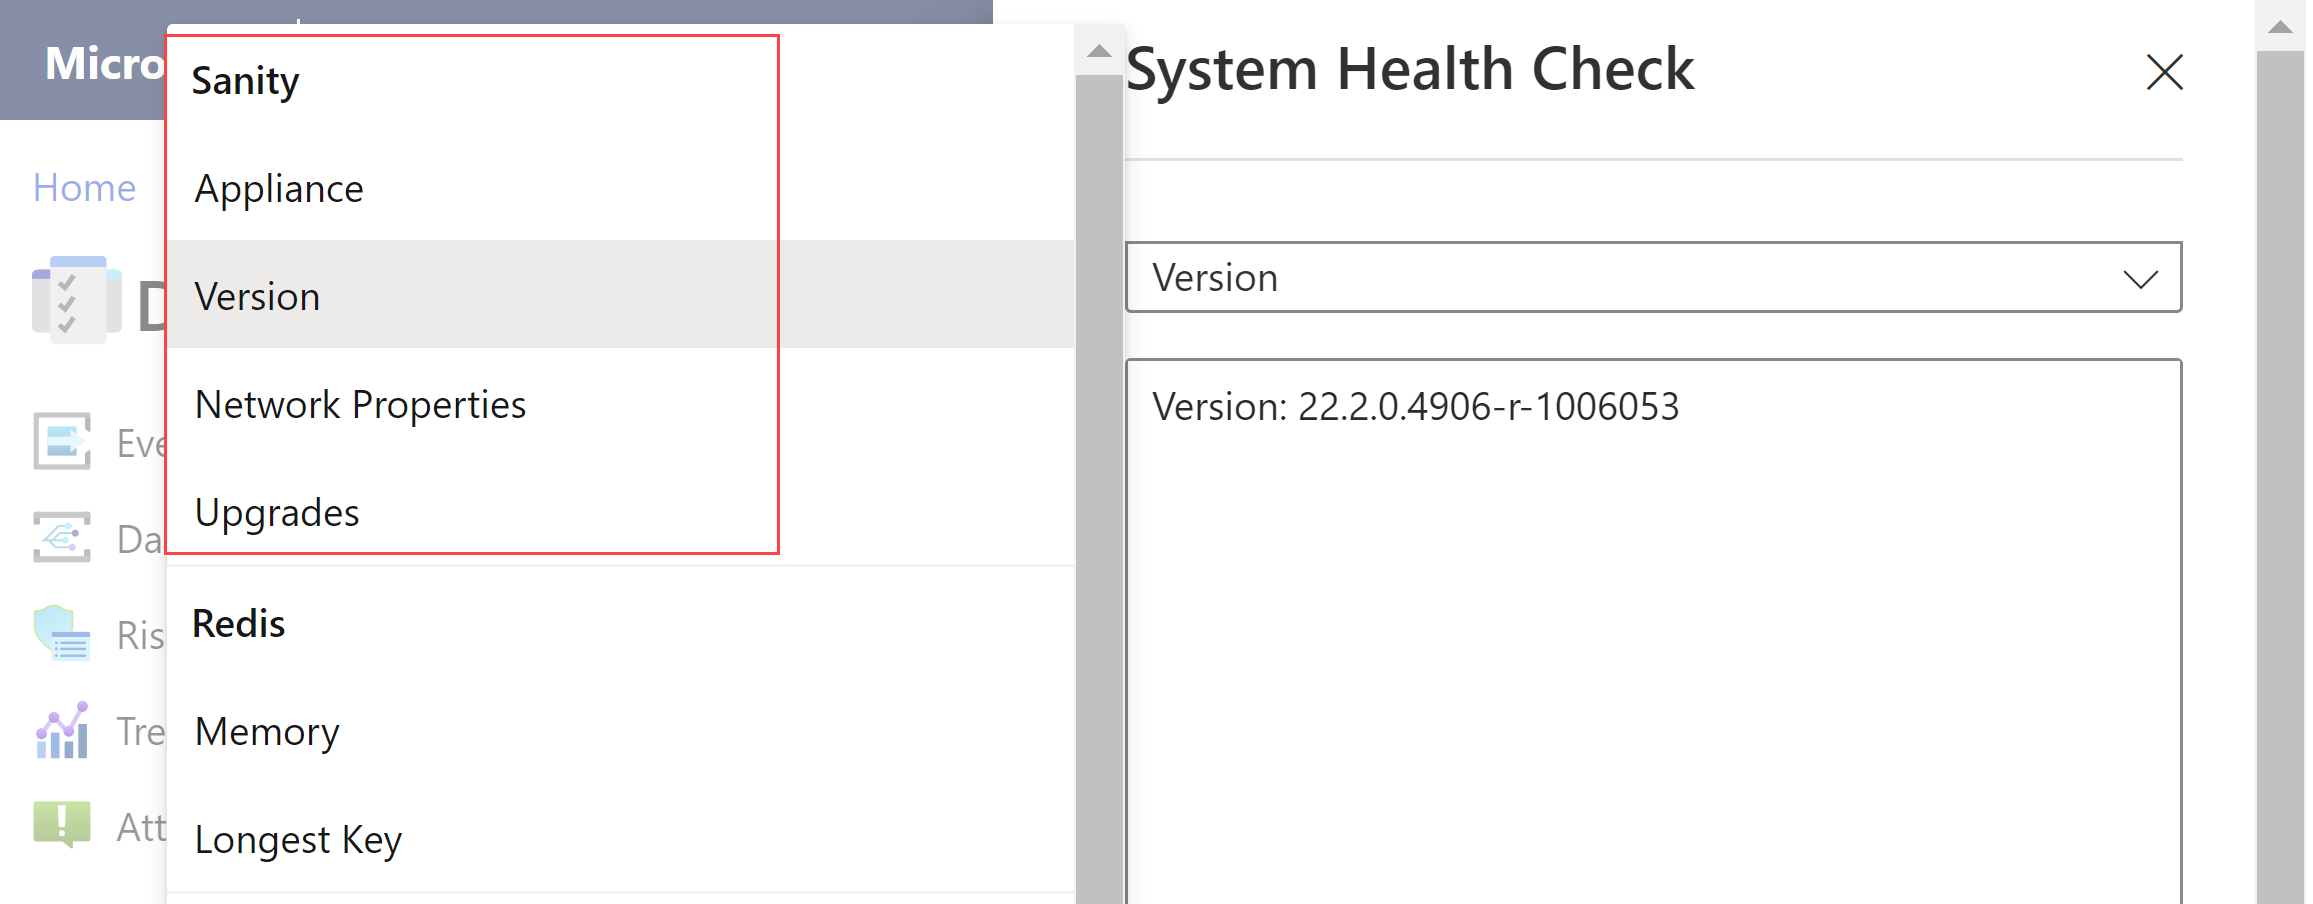 Micro
Home
D
Eve
Da
Ris
Tre
Att
Sanity
Appliance
Version
Network Properties
Upgrades
Redis
Memory
Longest Key
System Health Check
Version
Version: 22.2.0.4906-r-1006053